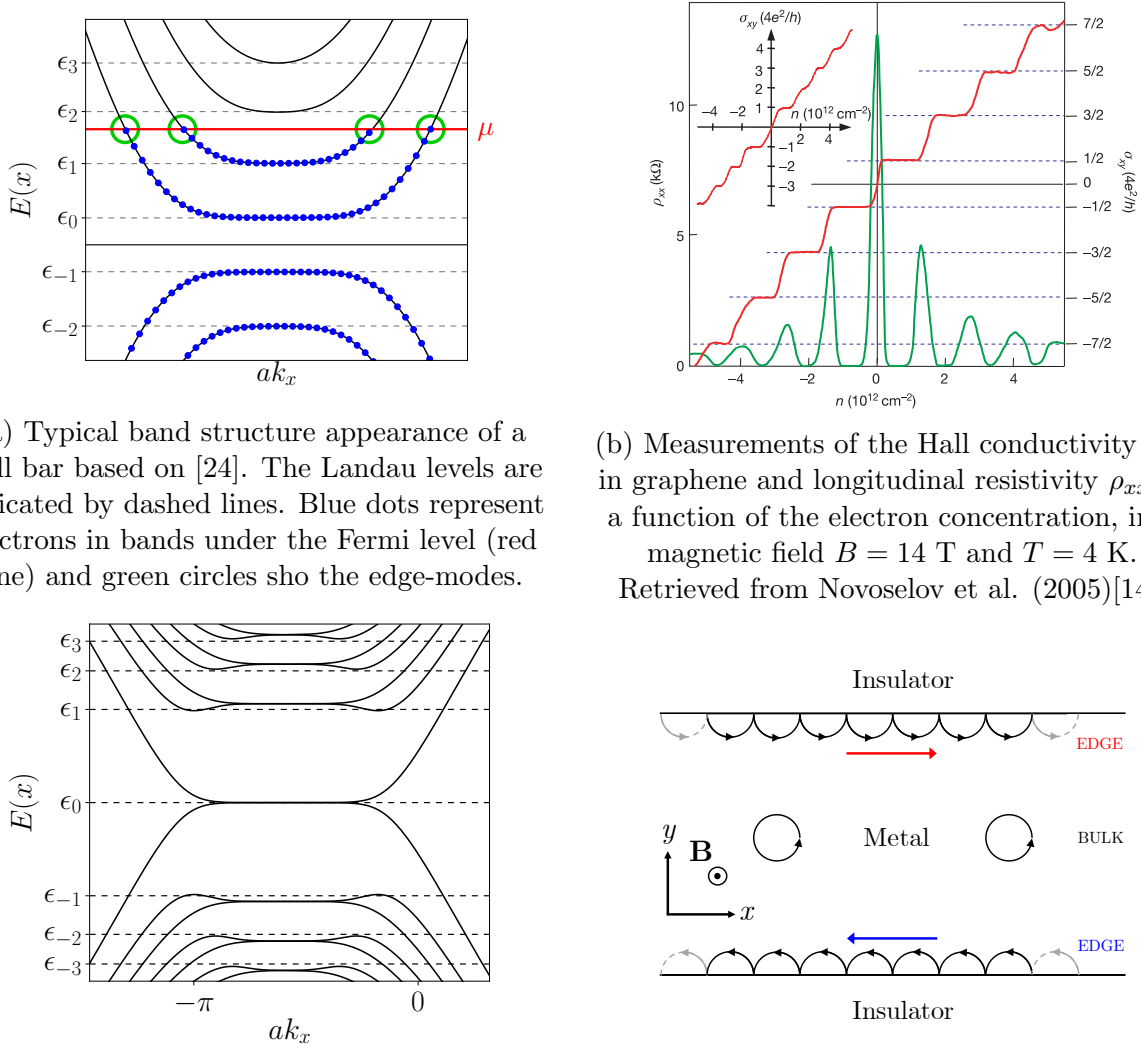 ϵ3
ϵ2
μ
ϵ1
ϵ0
ϵ−1
ϵ−2
E(x)
akx
σxy (4e²/h)
4
3
2
1
−4 −2 2 4
n (10¹² cm⁻²)
−1
−2
−3
10
5
0
ρxx (kΩ)
7/2
5/2
3/2
1/2
0
−1/2
−3/2
−5/2
−7/2
σxy (4e²/h)
−4 −2 0 2 4
n (10¹² cm⁻²)
) Typical band structure appearance of a
ll bar based on [24]. The Landau levels are
icated by dashed lines. Blue dots represent
ctrons in bands under the Fermi level (red
ne) and green circles sho the edge-modes.
(b) Measurements of the Hall conductivity
in graphene and longitudinal resistivity ρxx
a function of the electron concentration, in
magnetic field B = 14 T and T = 4 K.
Retrieved from Novoselov et al. (2005)[14
ϵ3
ϵ2
ϵ1
ϵ0
ϵ−1
ϵ−2
ϵ−3
E(x)
−π 0
akx
Insulator
EDGE
Metal
BULK
y
B
x
EDGE
Insulator